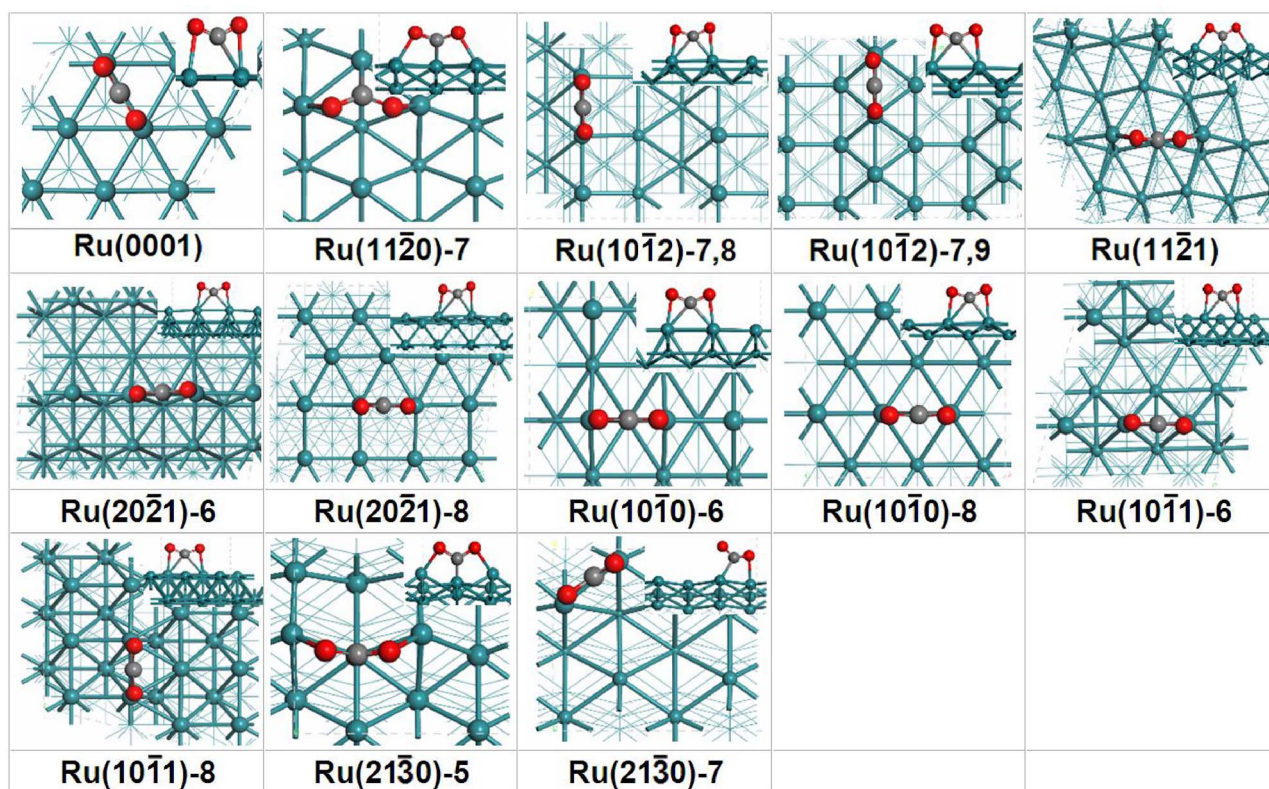 Ru(0001)
Ru(112̅0)-7
Ru(101̅2)-7,8
Ru(101̅2)-7,9
Ru(112̅1)
Ru(202̅1)-6
Ru(202̅1)-8
Ru(101̅0)-6
Ru(101̅0)-8
Ru(101̅1)-6
Ru(101̅1)-8
Ru(213̅0)-5
Ru(213̅0)-7